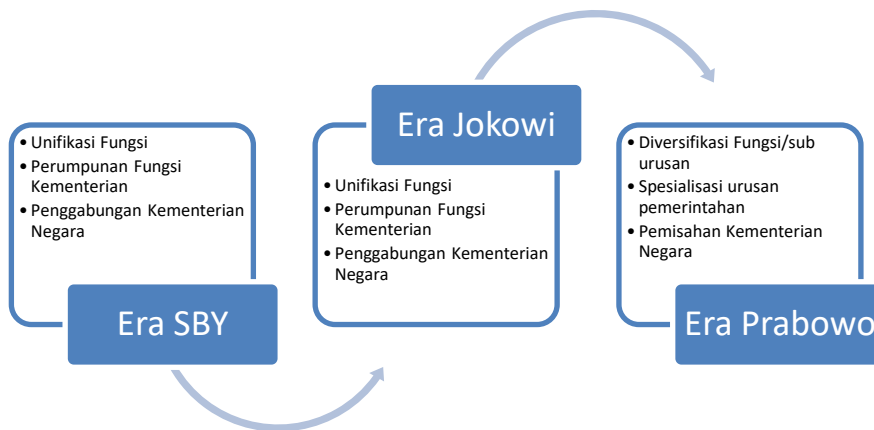 • Unifikasi Fungsi
• Perumpunan Fungsi
Kementerian
• Penggabungan Kementerian
Negara
Era SBY
Era Jokowi
• Unifikasi Fungsi
• Perumpunan Fungsi
Kementerian
• Penggabungan Kementerian
Negara
• Diversifikasi Fungsi/sub
urusan
• Spesialisasi urusan
pemerintahan
• Pemisahan Kementerian
Negara
Era Prabowo